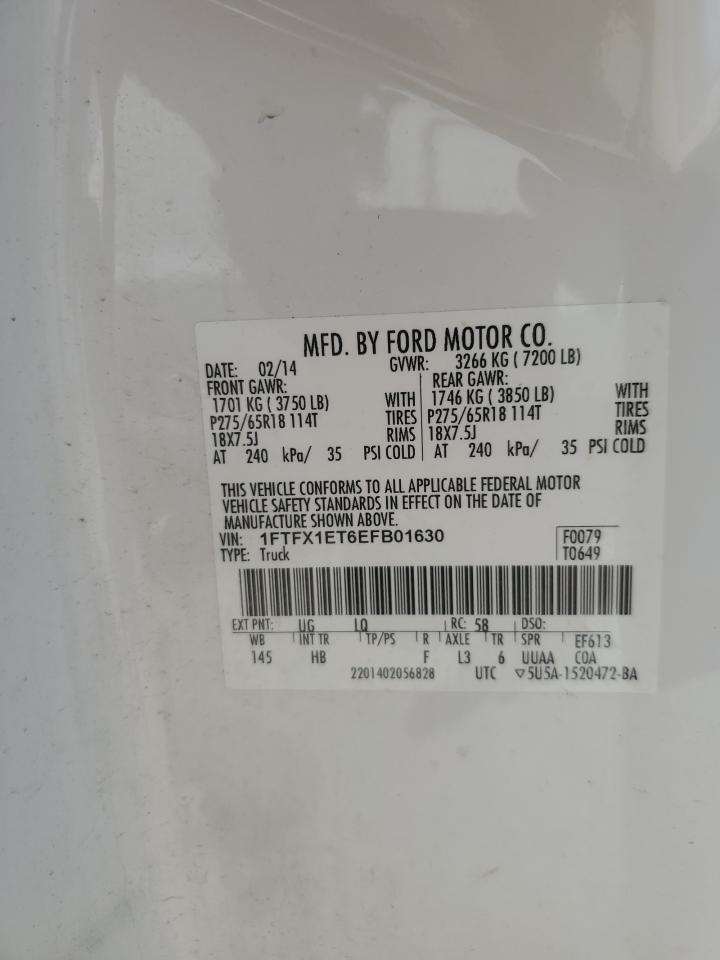 MFD. BY FORD MOTOR CO.
DATE: 02/14 GVWR: 3266 KG ( 7200 LB)
FRONT GAWR: REAR GAWR:
1701 KG ( 3750 LB) WITH 1746 KG ( 3850 LB) WITH
P275/65R18 114T TIRES P275/65R18 114T TIRES
18X7.5J RIMS 18X7.5J RIMS
AT 240 kPa/ 35 PSI COLD AT 240 kPa/ 35 PSI COLD
THIS VEHICLE CONFORMS TO ALL APPLICABLE FEDERAL MOTOR
VEHICLE SAFETY STANDARDS IN EFFECT ON THE DATE OF
MANUFACTURE SHOWN ABOVE.
VIN: 1FTFX1ET6EFB01630 F0079
TYPE: Truck T0649
EXT PNT: UG LQ RC: 58 DSO:
WB INT TR TP/PS R AXLE TR SPR EF613
145 HB F L3 6 UUAA COA
2201402056828 UTC ▽5U5A-1520472-BA